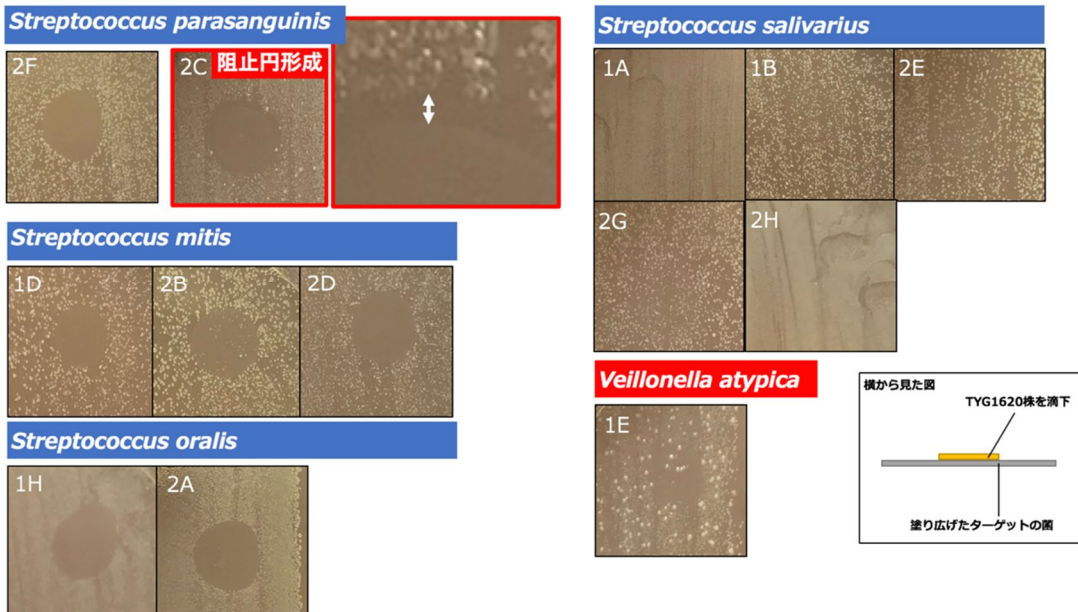 Streptococcus parasanguinis
2F
2C
阻止円形成
Streptococcus mitis
1D
2B
2D
Streptococcus oralis
1H
2A
Streptococcus salivarius
1A
1B
2E
2G
2H
Veillonella atypica
1E
横から見た図
TYG1620株を滴下
塗り広げたターゲットの菌